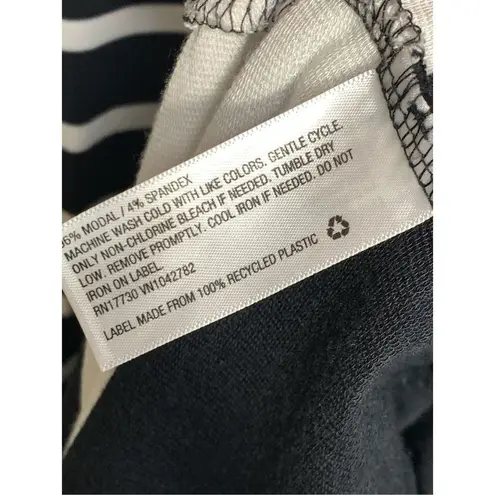 96% MODAL / 4% SPANDEX
MACHINE WASH COLD WITH LIKE COLORS. GENTLE CYCLE.
ONLY NON-CHLORINE BLEACH IF NEEDED. TUMBLE DRY
LOW. REMOVE PROMPTLY. COOL IRON IF NEEDED. DO NOT
IRON ON LABEL.
RN17730 VN1042782
LABEL MADE FROM 100% RECYCLED PLASTIC